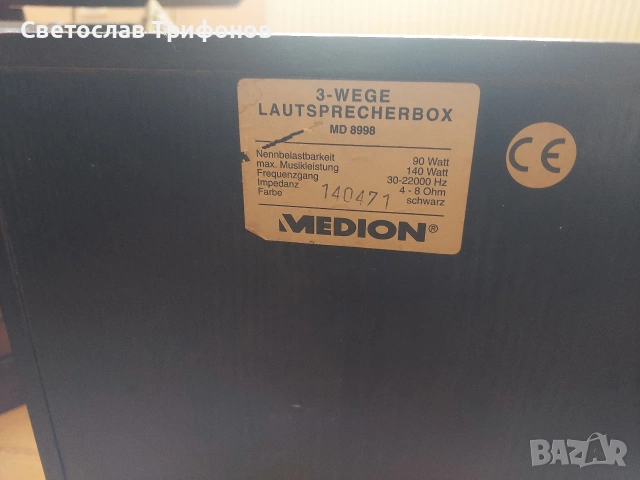 Светослав Трифонов
3-WEGE
LAUTSPRECHERBOX
MD 8998
Nennbelastbarkeit 90 Watt
max. Musikleistung 140 Watt
Frequenzgang 30-22000 Hz
Impedanz 4 - 8 Ohm
Farbe 140471 schwarz
MEDION®
CE
BAZAR